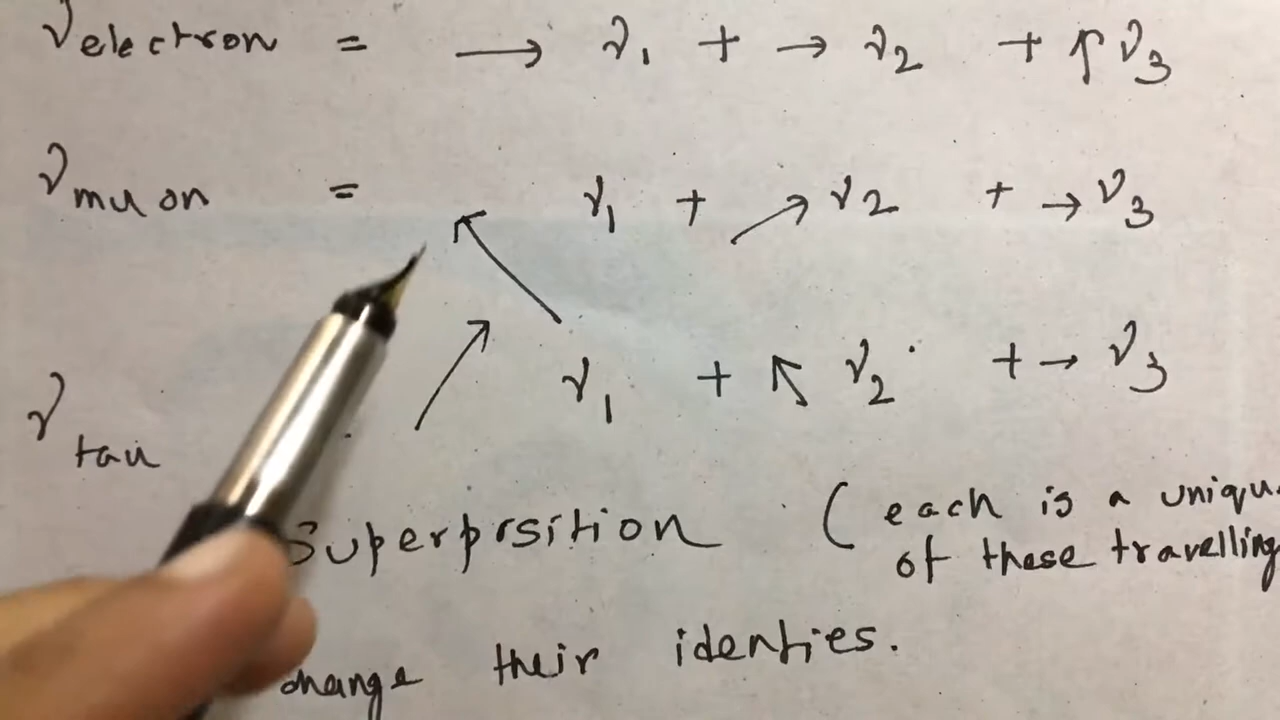 ν electron = → ν1 + → ν2 + ↑ ν3
ν muon = ↖ ν1 + ↗ ν2 + → ν3
ν tau ↗ ν1 + ↖ ν2 + → ν3
Superposition ( each is a
of these travelling
change their identies.